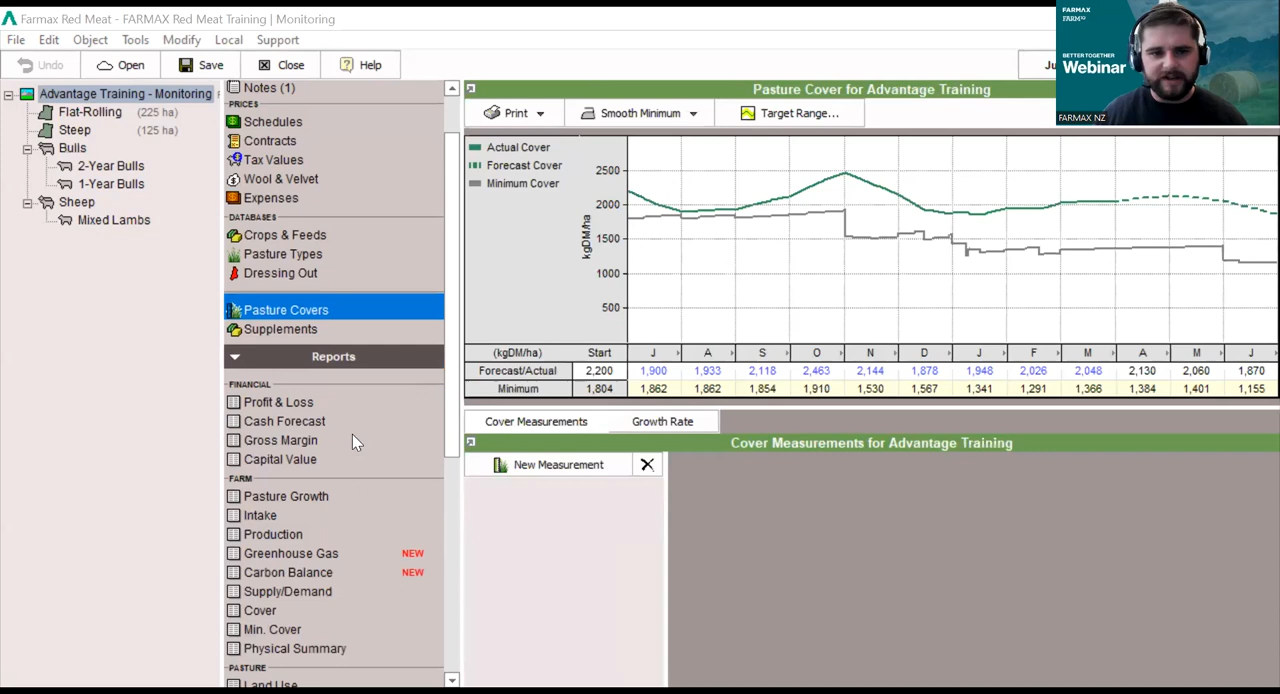 Farmax Red Meat - FARMAX Red Meat Training | Monitoring
File Edit Object Tools Modify Local Support
Undo Open Save Close Help Ju
FARMAX
FARMIQ
BETTER TOGETHER
Webinar
FARMAX NZ
Advantage Training - Monitoring
Flat-Rolling (225 ha)
Steep (125 ha)
Bulls
2-Year Bulls
1-Year Bulls
Sheep
Mixed Lambs
Notes (1)
PRICES
Schedules
Contracts
Tax Values
Wool & Velvet
Expenses
DATABASES
Crops & Feeds
Pasture Types
Dressing Out
Pasture Covers
Supplements
Reports
FINANCIAL
Profit & Loss
Cash Forecast
Gross Margin
Capital Value
FARM
Pasture Growth
Intake
Production
Greenhouse Gas NEW
Carbon Balance NEW
Supply/Demand
Cover
Min. Cover
Physical Summary
PASTURE
Land Use
Pasture Cover for Advantage Training
Print Smooth Minimum Target Range...
Actual Cover
Forecast Cover
Minimum Cover
kgDM/ha
2500
2000
1500
1000
500
(kgDM/ha) Start J A S O N D J F M A M J
Forecast/Actual 2,200 1,900 1,933 2,118 2,463 2,144 1,878 1,948 2,026 2,048 2,130 2,060 1,870
Minimum 1,804 1,862 1,862 1,854 1,910 1,530 1,567 1,341 1,291 1,366 1,384 1,401 1,155
Cover Measurements Growth Rate
Cover Measurements for Advantage Training
New Measurement